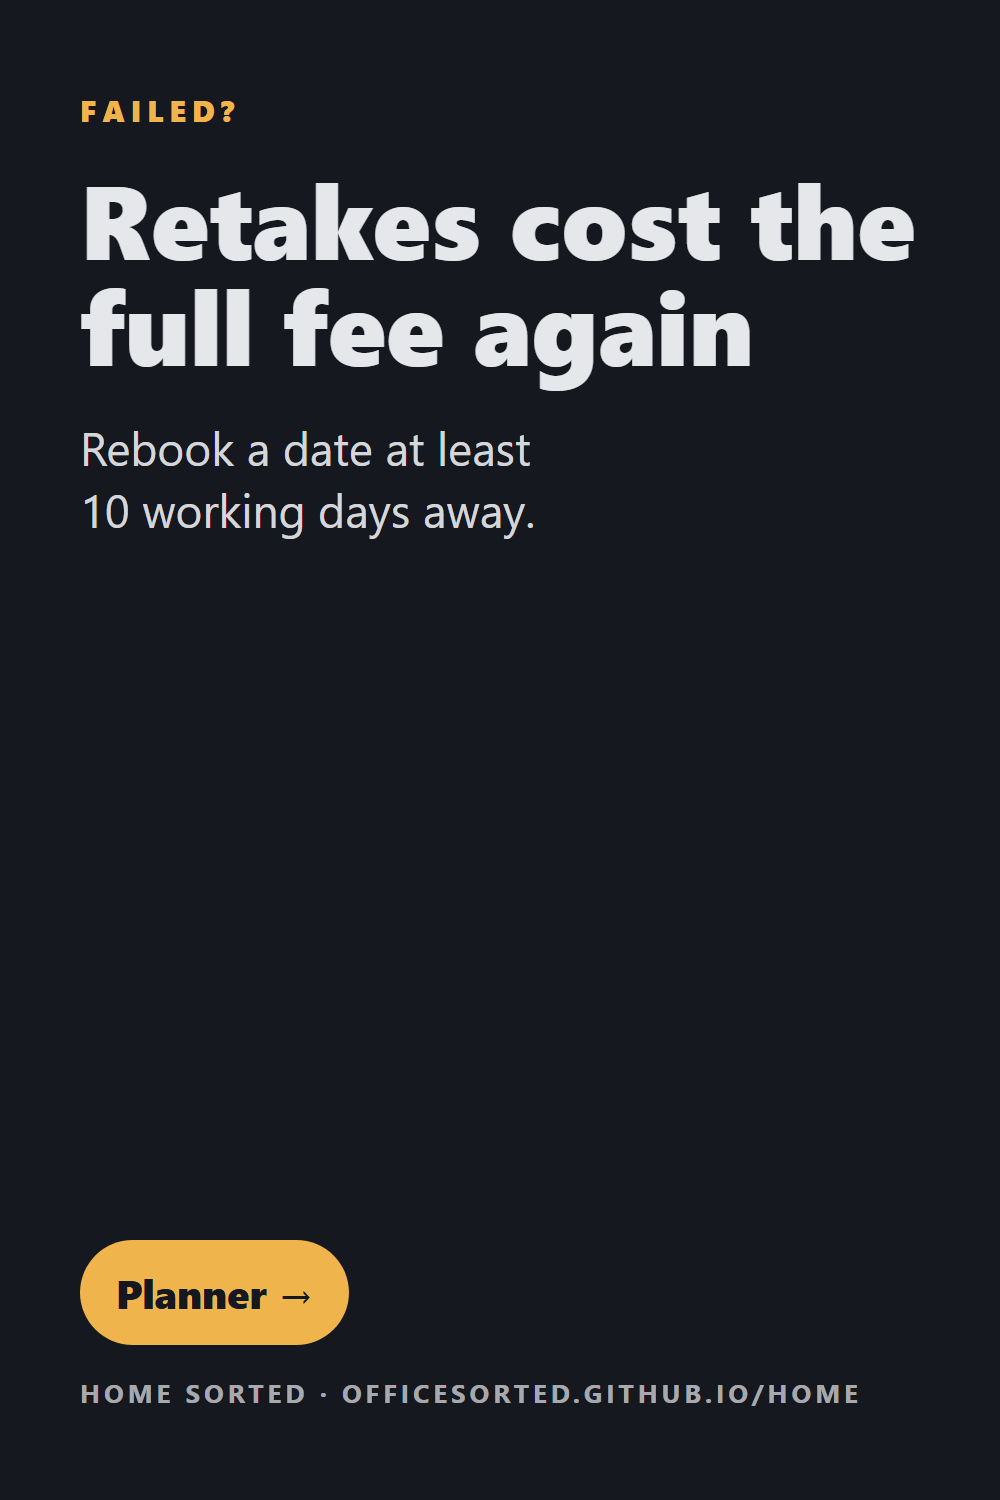 FAILED?
Retakes cost the
full fee again
Rebook a date at least
10 working days away.
Planner →
HOME SORTED · OFFICESORTED.GITHUB.IO/HOME